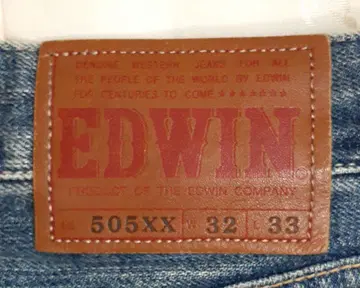 GENUINE WESTERN JEANS FOR ALL
THE PEOPLE OF THE WORLD BY EDWIN
FOR CENTURIES TO COME ★★★★★★★
EDWIN
PRODUCT OF THE EDWIN COMPANY
505XX W 32 L 33